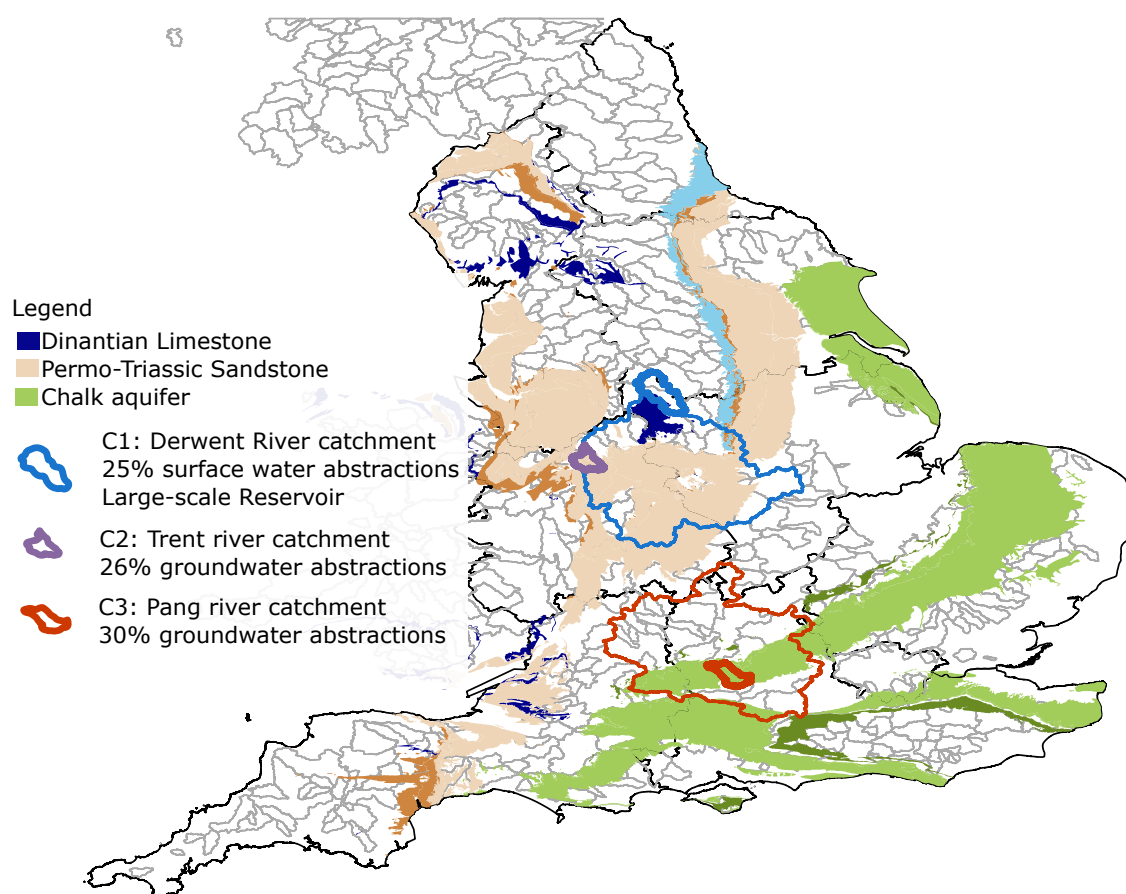 Legend
Dinantian Limestone
Permo-Triassic Sandstone
Chalk aquifer
C1: Derwent River catchment
25% surface water abstractions
Large-scale Reservoir
C2: Trent river catchment
26% groundwater abstractions
C3: Pang river catchment
30% groundwater abstractions